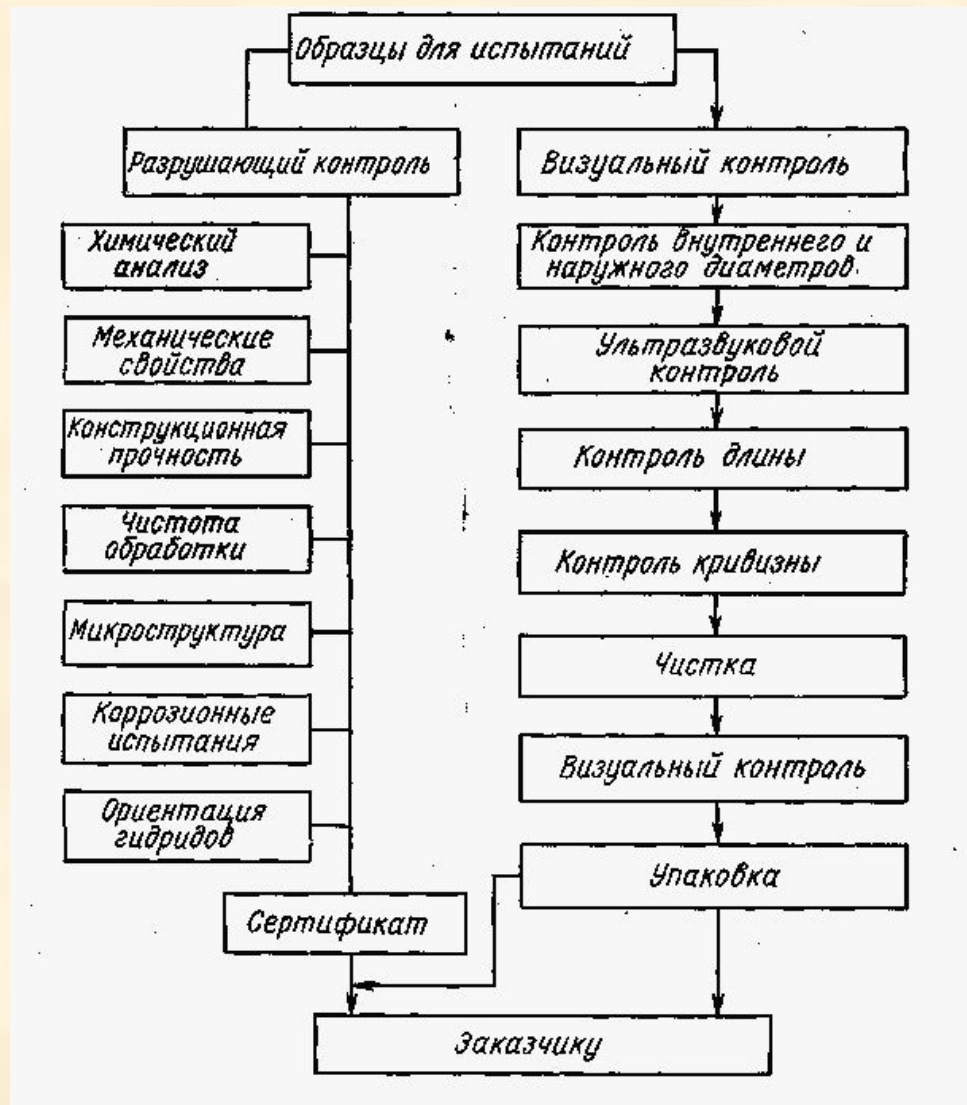 Образцы для испытаний
Разрушающий контроль
Химический
анализ
Механические
свойства
Конструкционная
прочность
Чистота
обработки
Микроструктура
Коррозионные
испытания
Ориентация
гидридов
Сертификат
Визуальный контроль
Контроль внутреннего и
наружного диаметров
Ультразвуковой
контроль
Контроль длины
Контроль кривизны
Чистка
Визуальный контроль
Упаковка
Заказчику